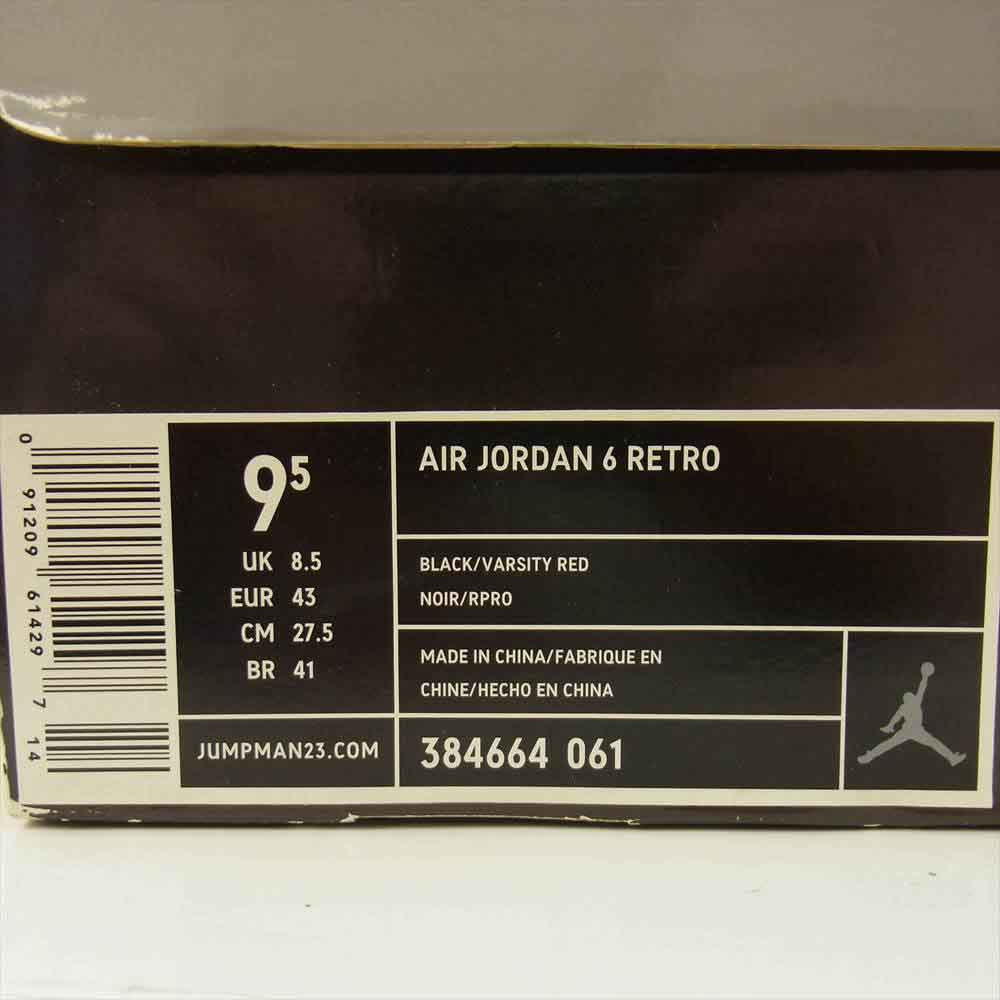 0 91209 61429 7 14
9⁵
UK 8.5
EUR 43
CM 27.5
BR 41
JUMPMAN23.COM
AIR JORDAN 6 RETRO
BLACK/VARSITY RED
NOIR/RPRO
MADE IN CHINA/FABRIQUE EN
CHINE/HECHO EN CHINA
384664 061